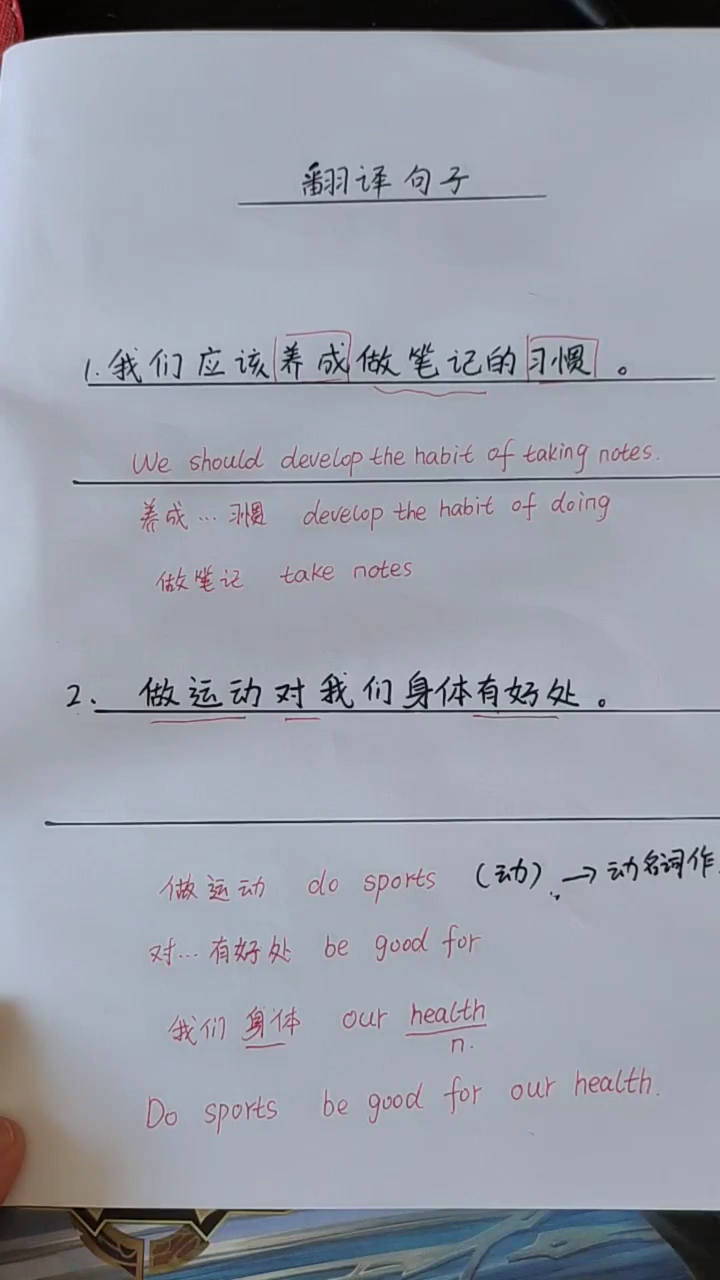 翻译句子
1. 我们应该养成做笔记的习惯。
We should develop the habit of taking notes.
养成…习惯 develop the habit of doing
做笔记 take notes
2、做运动对我们身体有好处。
做运动 do sports (动) → 动名词作
对…有好处 be good for
我们身体 our health
n.
Do sports be good for our health.